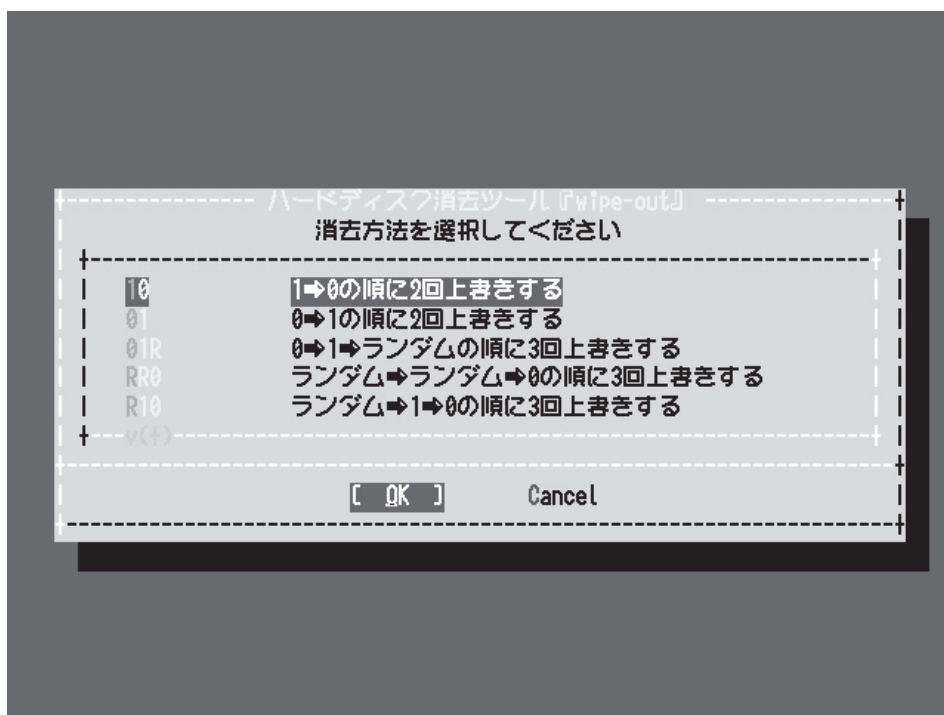 ハードディスク消去ツール『wipe-out』
消去方法を選択してください
10 1➡0の順に2回上書きする
01 0➡1の順に2回上書きする
01R 0➡1➡ランダムの順に3回上書きする
RR0 ランダム➡ランダム➡0の順に3回上書きする
R10 ランダム➡1➡0の順に3回上書きする
v(+)
[ OK ] Cancel